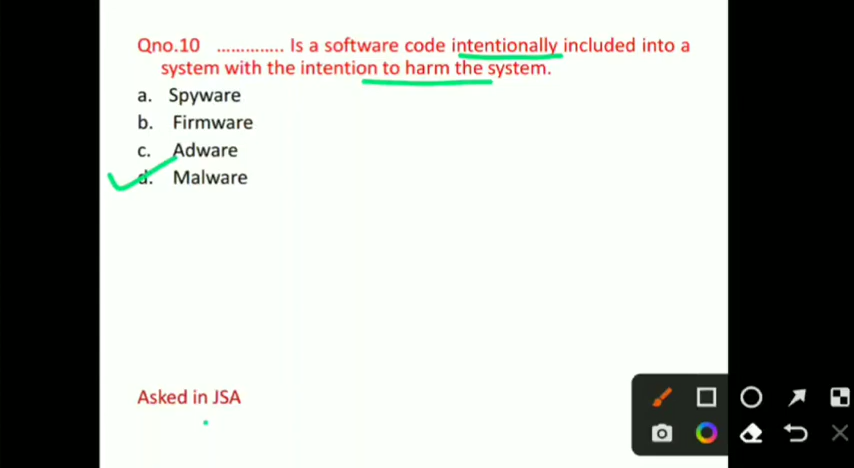 Qno.10 .............. Is a software code intentionally included into a
system with the intention to harm the system.
a. Spyware
b. Firmware
c. Adware
d. Malware
Asked in JSA